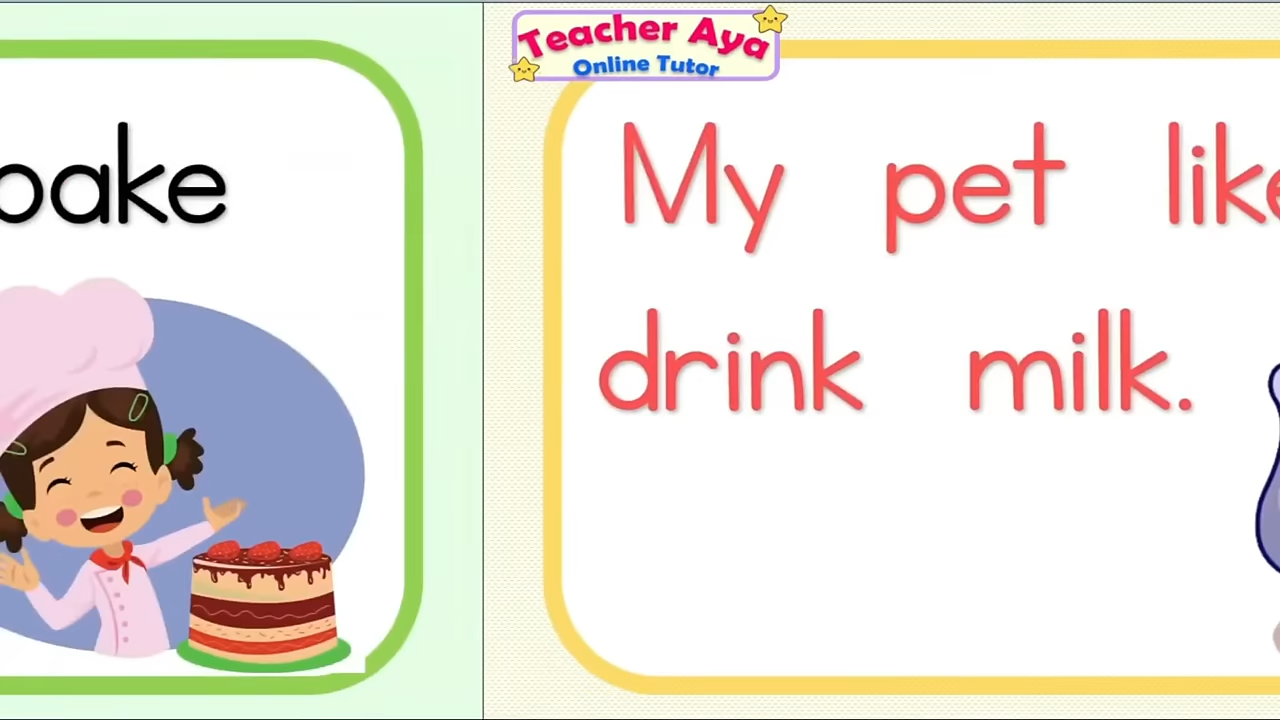 Teacher Aya
Online Tutor
bake
My pet like
drink milk.